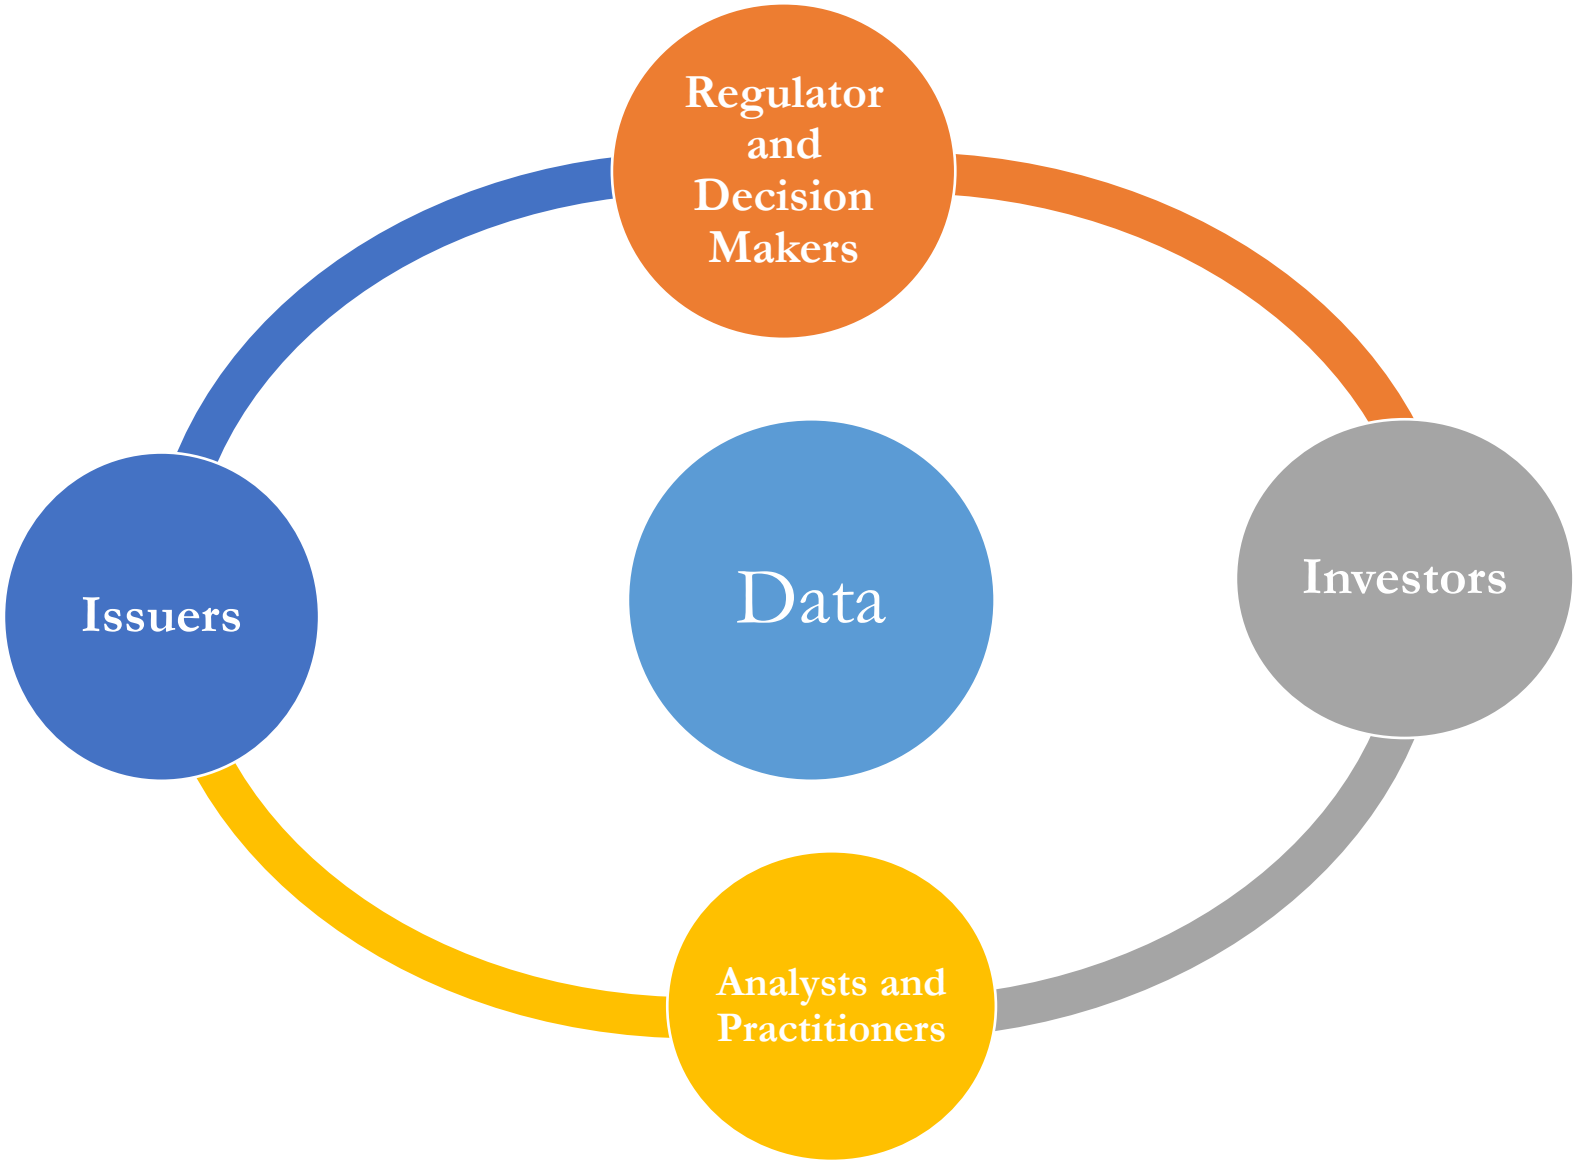 Regulator
and
Decision
Makers
Investors
Data
Issuers
Analysts and
Practitioners